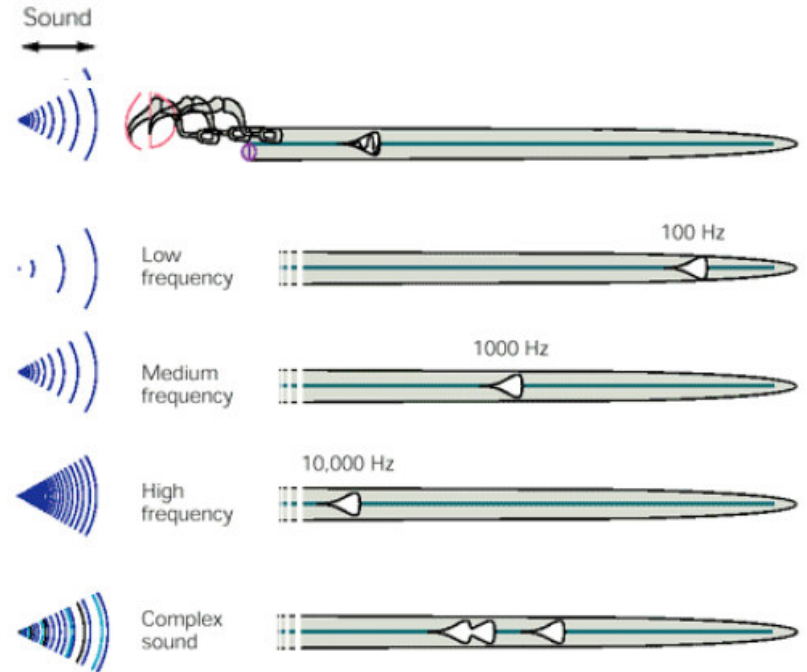 Sound
100 Hz
Low
frequency
1000 Hz
Medium
frequency
10,000 Hz
High
frequency
Complex
sound